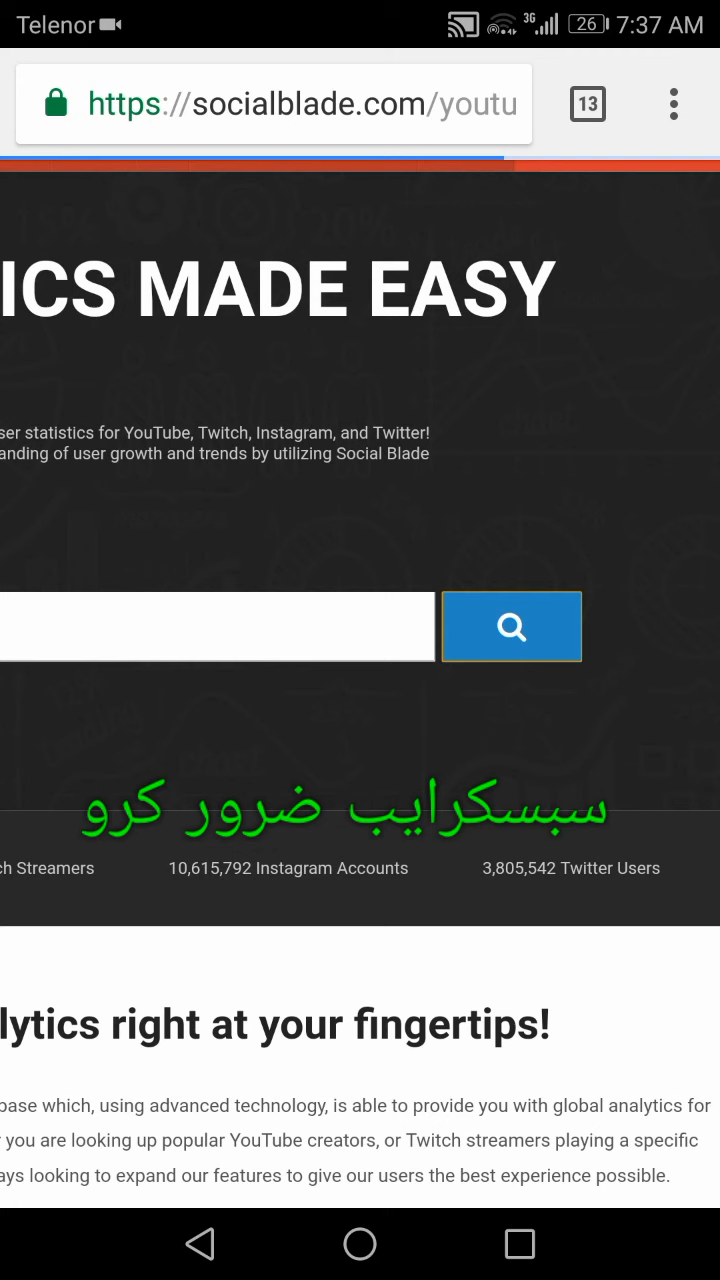 Telenor
3G 26 7:37 AM
https://socialblade.com/youtu 13
ICS MADE EASY
ser statistics for YouTube, Twitch, Instagram, and Twitter!
anding of user growth and trends by utilizing Social Blade
سبسکرایب ضرور کرو
ch Streamers 10,615,792 Instagram Accounts 3,805,542 Twitter Users
lytics right at your fingertips!
base which, using advanced technology, is able to provide you with global analytics for
you are looking up popular YouTube creators, or Twitch streamers playing a specific
ays looking to expand our features to give our users the best experience possible.